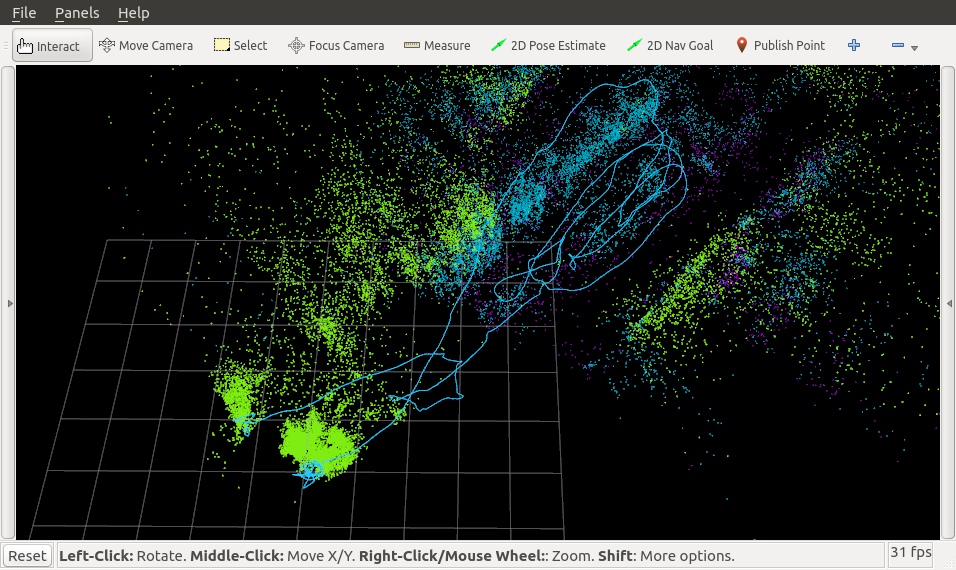 File Panels Help
Interact Move Camera Select Focus Camera Measure 2D Pose Estimate 2D Nav Goal Publish Point
Reset Left-Click: Rotate. Middle-Click: Move X/Y. Right-Click/Mouse Wheel:: Zoom. Shift: More options. 31 fps